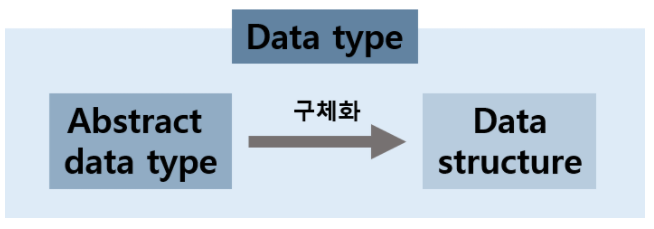 Data type
Abstract
data type
구체화
Data
structure